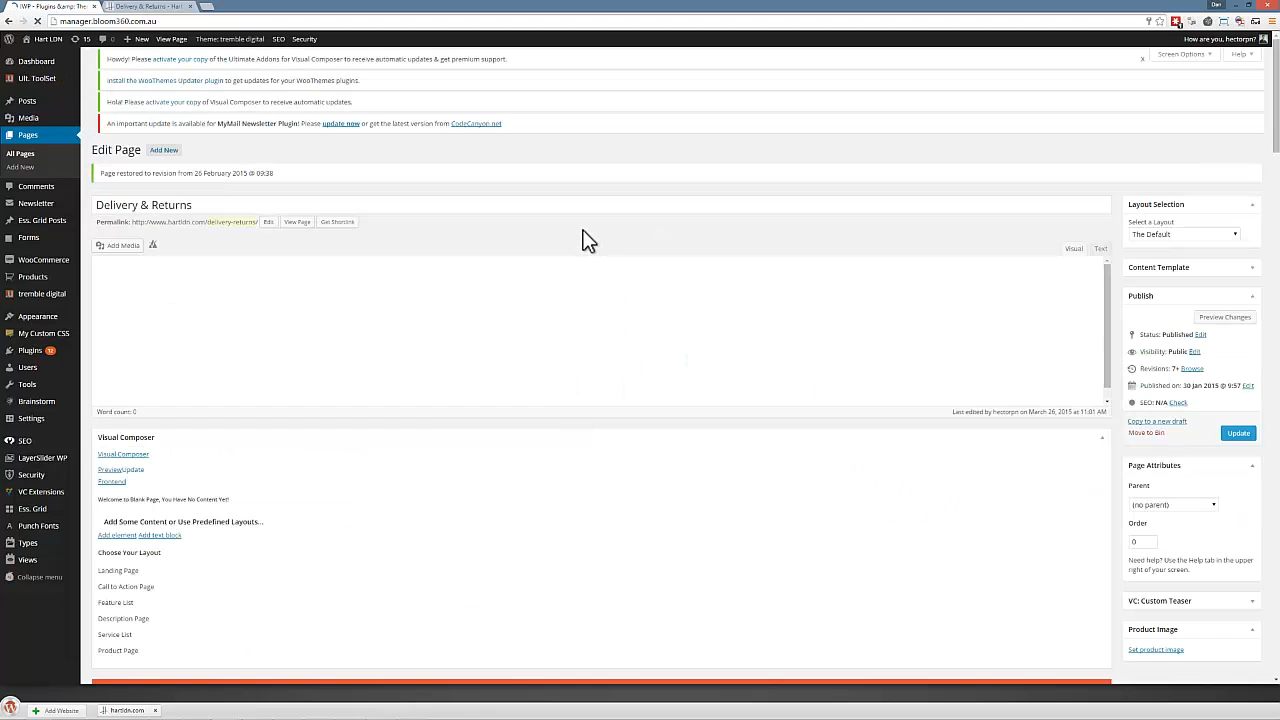 IWP - Plugins &amp; The
Delivery & Returns - Hart
Dan
manager.bloom360.com.au
Hart LDN
15
0
New
View Page
Theme: tremble digital
SEO
Security
How are you, hectorpn?
Dashboard
Ult. ToolSet
Posts
Media
Pages
All Pages
Add New
Comments
Newsletter
Ess. Grid Posts
Forms
WooCommerce
Products
tremble digital
Appearance
My Custom CSS
Plugins 12
Users
Tools
Brainstorm
Settings
SEO
LayerSlider WP
Security
VC Extensions
Ess. Grid
Punch Fonts
Types
Views
Collapse menu
Screen Options
Help
Howdy! Please activate your copy of the Ultimate Addons for Visual Composer to receive automatic updates & get premium support.
x
Install the WooThemes Updater plugin to get updates for your WooThemes plugins.
Hola! Please activate your copy of Visual Composer to receive automatic updates.
An important update is available for MyMail Newsletter Plugin! Please update now or get the latest version from CodeCanyon.net
Edit Page
Add New
Page restored to revision from 26 February 2015 @ 09:38
Delivery & Returns
Permalink: http://www.hartldn.com/delivery-returns/
Edit
View Page
Get Shortlink
Add Media
Visual
Text
Word count: 0
Last edited by hectorpn on March 26, 2015 at 11:01 AM
Visual Composer
Visual Composer
PreviewUpdate
Frontend
Welcome to Blank Page, You Have No Content Yet!
Add Some Content or Use Predefined Layouts...
Add element Add text block
Choose Your Layout
Landing Page
Call to Action Page
Feature List
Description Page
Service List
Product Page
Layout Selection
Select a Layout
The Default
Content Template
Publish
Preview Changes
Status: Published Edit
Visibility: Public Edit
Revisions: 7+ Browse
Published on: 30 Jan 2015 @ 9:57 Edit
SEO: N/A Check
Copy to a new draft
Move to Bin
Update
Page Attributes
Parent
(no parent)
Order
0
Need help? Use the Help tab in the upper
right of your screen.
VC: Custom Teaser
Product Image
Set product image
Add Website
hartldn.com
x